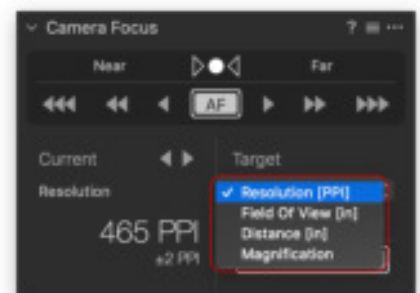 Camera Focus ?
Near Far
AF
Current Target
Resolution
465 PPI
±2 PPI
✓ Resolution [PPI]
Field Of View [in]
Distance [in]
Magnification